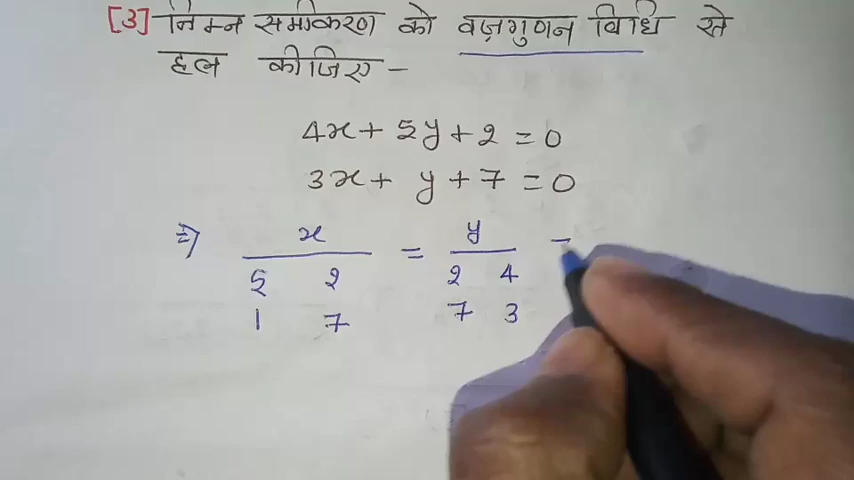 [3] निम्न समीकरण को वज्रगुणन विधि से
हल कीजिए -
4x + 5y + 2 = 0
3x + y + 7 = 0
⇒ x = y
5 2 2 4
1 7 7 3